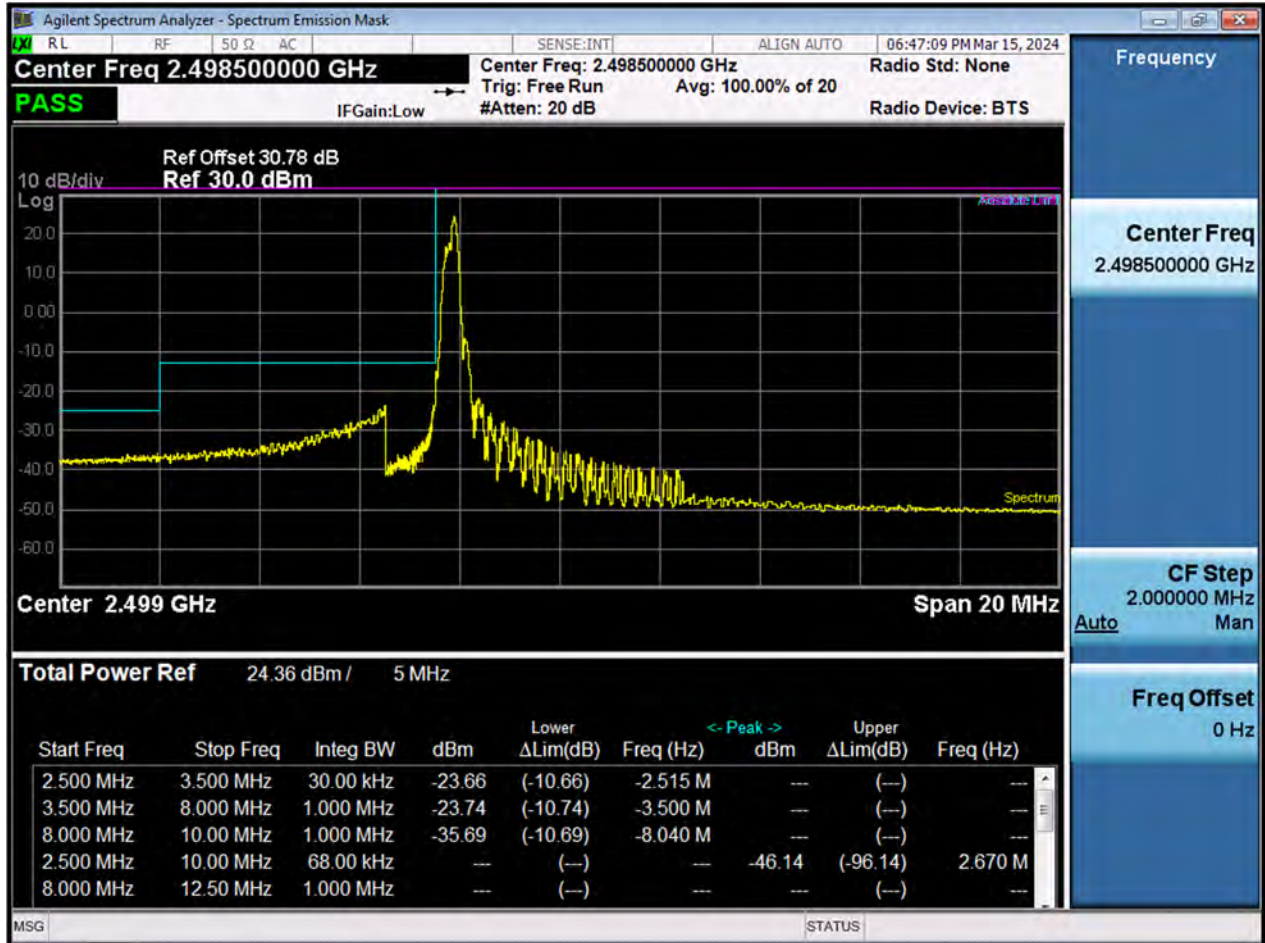 Agilent Spectrum Analyzer - Spectrum Emission Mask
LXI RL RF 50 Ω AC SENSE:INT ALIGN AUTO 06:47:09 PM Mar 15, 2024
Center Freq 2.498500000 GHz
Center Freq: 2.498500000 GHz
Radio Std: None
PASS
IFGain:Low
Trig: Free Run
Avg: 100.00% of 20
#Atten: 20 dB
Radio Device: BTS
Ref Offset 30.78 dB
10 dB/div Ref 30.0 dBm
Log
20.0
10.0
0.00
-10.0
-20.0
-30.0
-40.0
-50.0
-60.0
Spectrum
Center 2.499 GHz Span 20 MHz
Total Power Ref 24.36 dBm / 5 MHz
Lower <- Peak -> Upper
Start Freq Stop Freq Integ BW dBm ΔLim(dB) Freq (Hz) dBm ΔLim(dB) Freq (Hz)
2.500 MHz 3.500 MHz 30.00 kHz -23.66 (-10.66) -2.515 M --- (---) ---
3.500 MHz 8.000 MHz 1.000 MHz -23.74 (-10.74) -3.500 M --- (---) ---
8.000 MHz 10.00 MHz 1.000 MHz -35.69 (-10.69) -8.040 M --- (---) ---
2.500 MHz 10.00 MHz 68.00 kHz --- (---) --- -46.14 (-96.14) 2.670 M
8.000 MHz 12.50 MHz 1.000 MHz --- (---) --- --- (---) ---
MSG STATUS
Frequency
Center Freq
2.498500000 GHz
CF Step
2.000000 MHz
Auto Man
Freq Offset
0 Hz